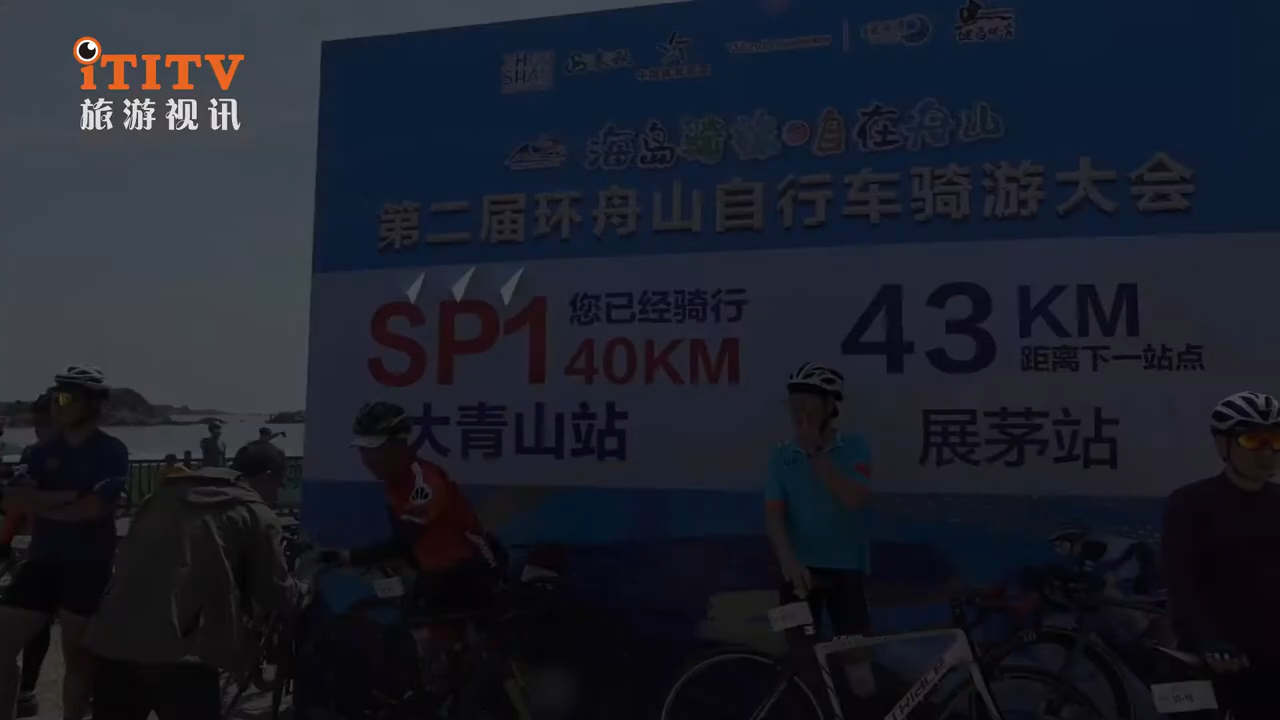 iTITV
旅游视讯
海岛骑旅·自在舟山
第二届环舟山自行车骑游大会
SP1
您已经骑行
40KM
大青山站
43 KM
距离下一站点
展茅站